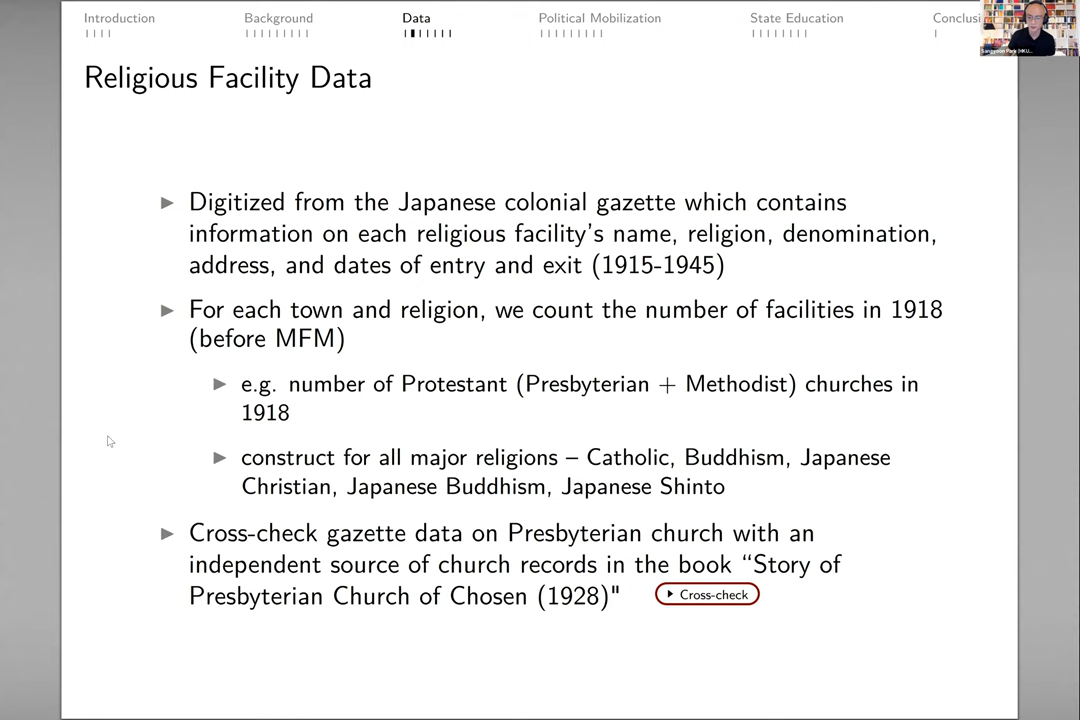 Introduction
Background
Data
Political Mobilization
State Education
Conclusi
Religious Facility Data
Digitized from the Japanese colonial gazette which contains
information on each religious facility's name, religion, denomination,
address, and dates of entry and exit (1915-1945)
For each town and religion, we count the number of facilities in 1918
(before MFM)
e.g. number of Protestant (Presbyterian + Methodist) churches in
1918
construct for all major religions – Catholic, Buddhism, Japanese
Christian, Japanese Buddhism, Japanese Shinto
Cross-check gazette data on Presbyterian church with an
independent source of church records in the book “Story of
Presbyterian Church of Chosen (1928)"
Cross-check